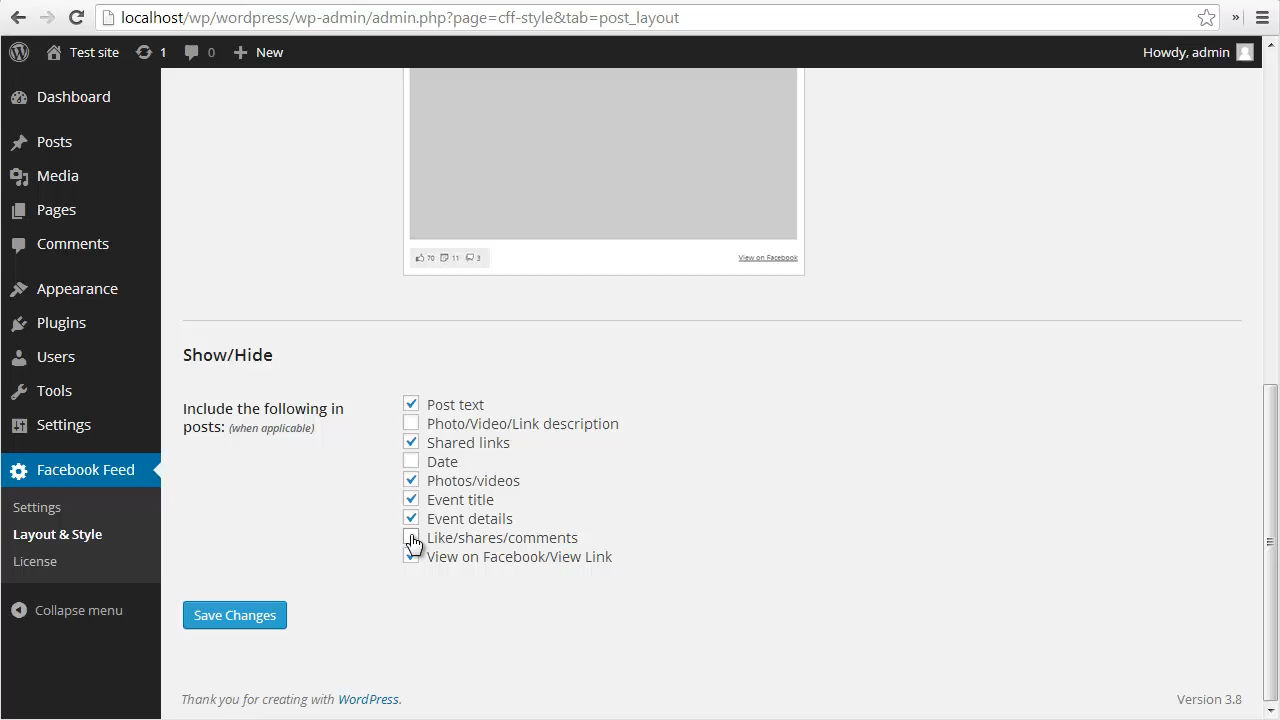 localhost/wp/wordpress/wp-admin/admin.php?page=cff-style&tab=post_layout
»
Test site
1
0
New
Howdy, admin
Dashboard
Posts
Media
Pages
Comments
Appearance
Plugins
Users
Tools
Settings
Facebook Feed
Settings
Layout & Style
License
Collapse menu
70
11
3
View on Facebook
Show/Hide
Include the following in
posts: (when applicable)
Post text
Photo/Video/Link description
Shared links
Date
Photos/videos
Event title
Event details
Like/shares/comments
View on Facebook/View Link
Save Changes
Thank you for creating with WordPress.
Version 3.8